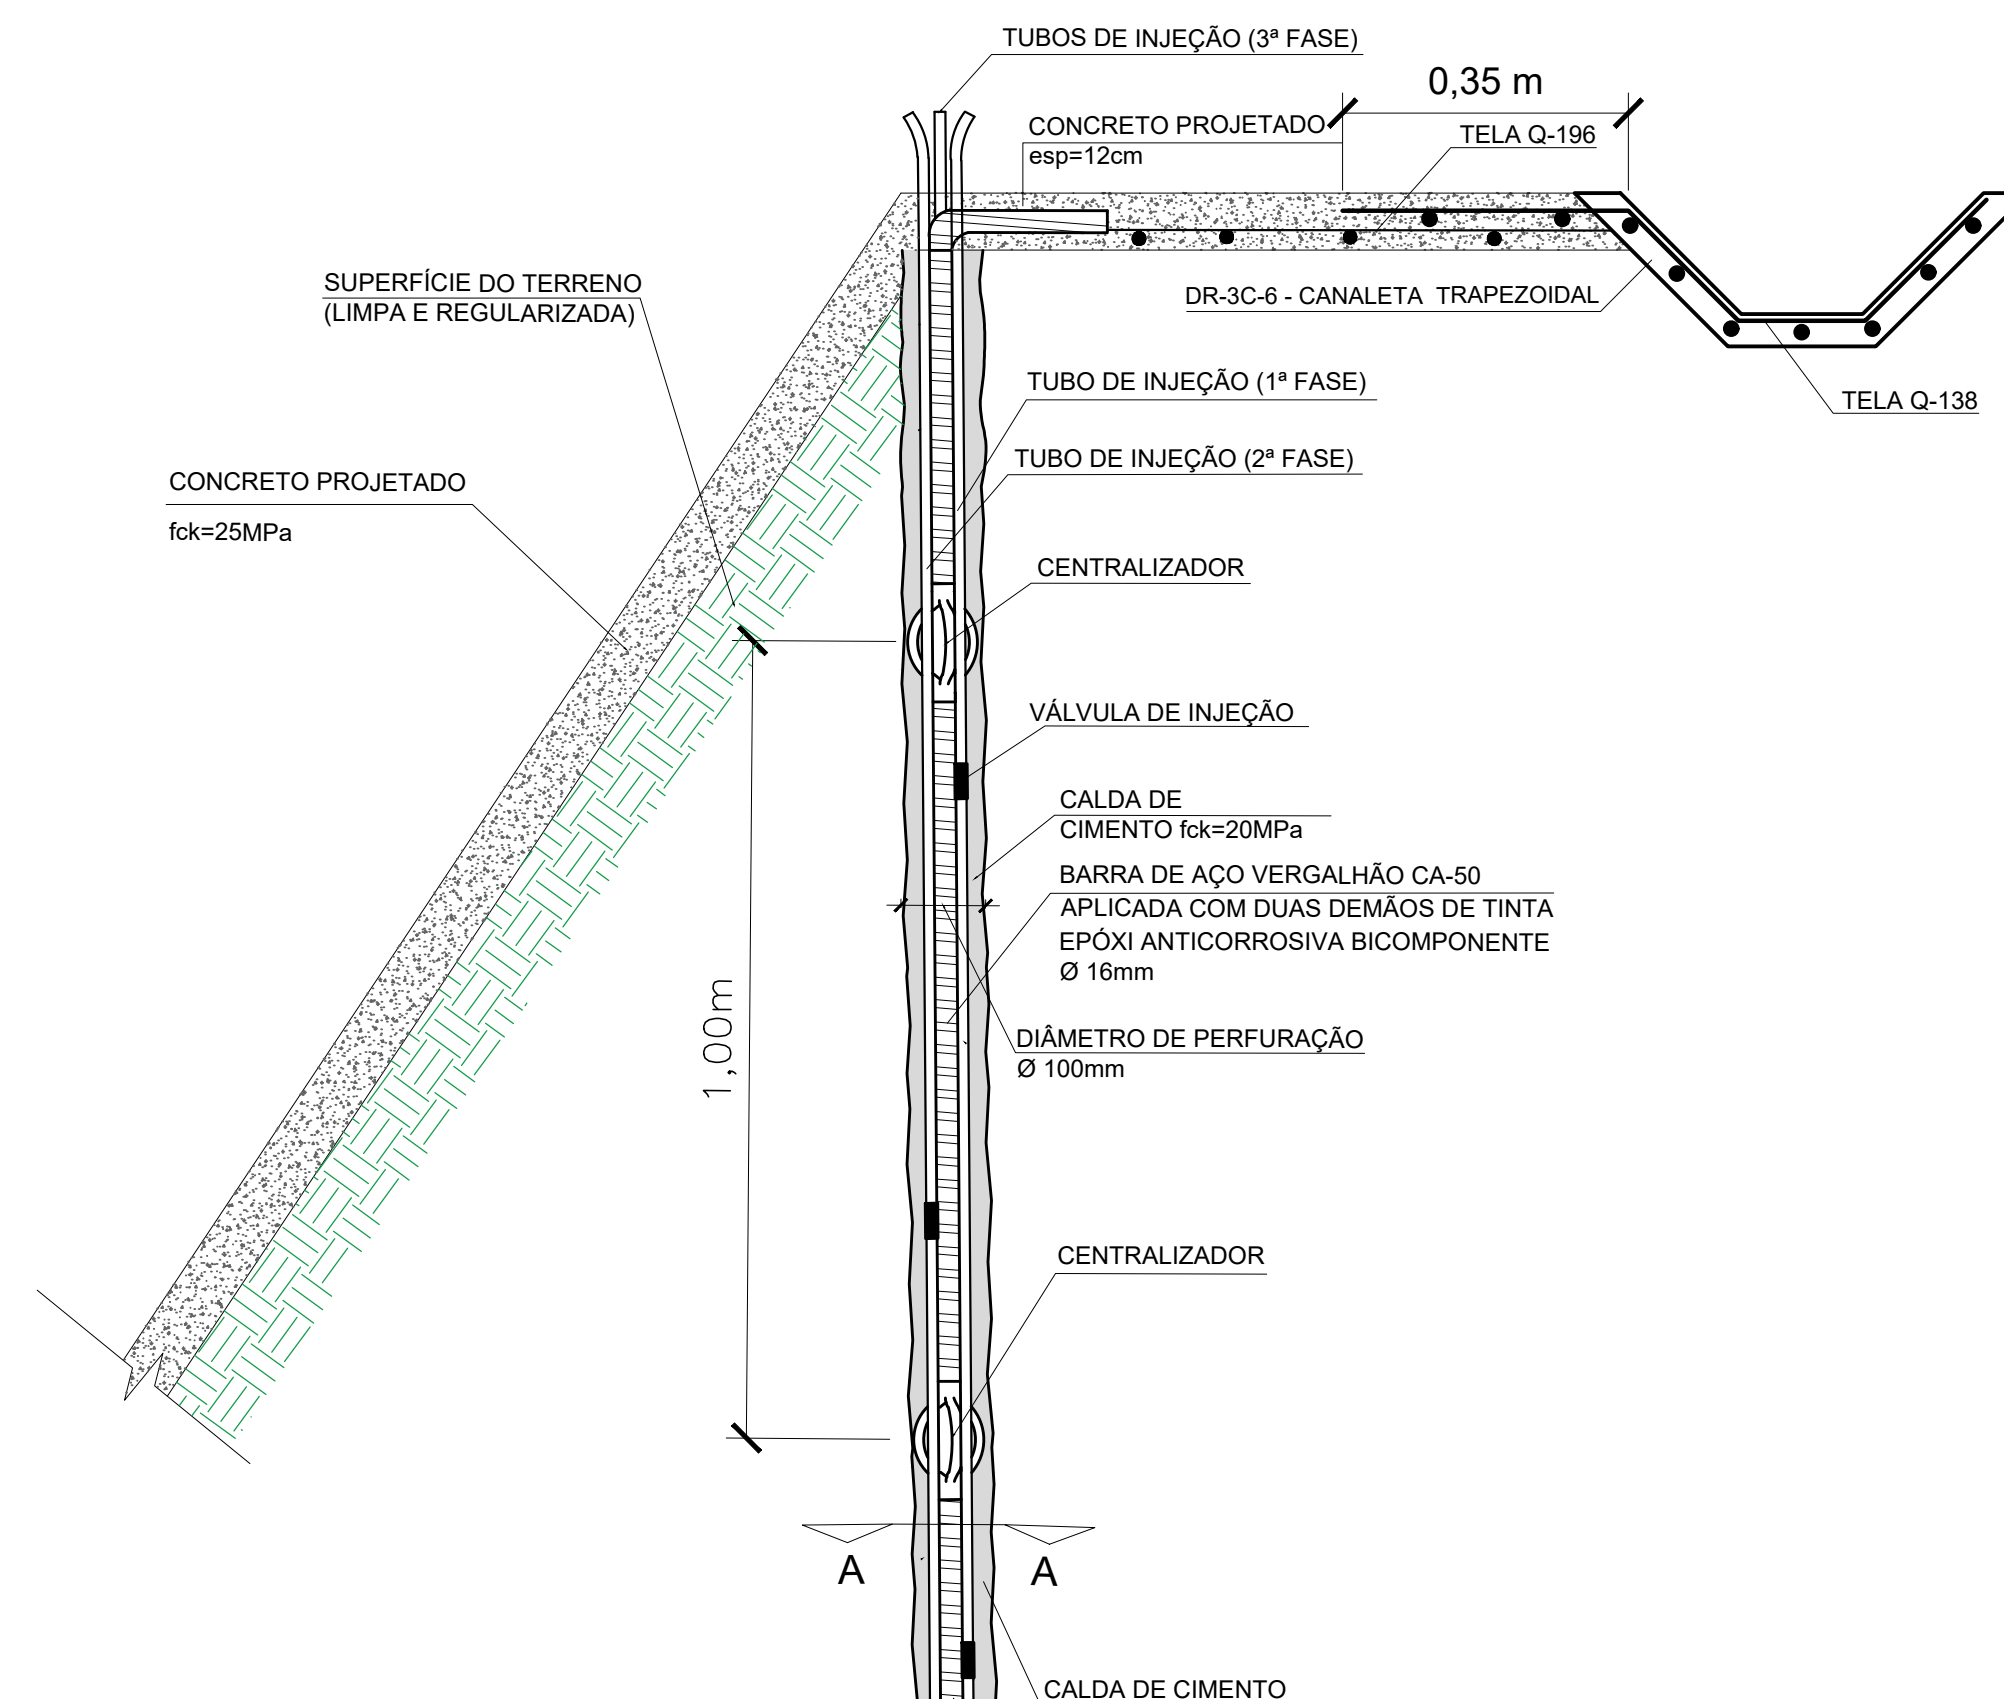 TUBOS DE INJEÇÃO (3ª FASE)
0,35 m
CONCRETO PROJETADO
esp=12cm
TELA Q-196
SUPERFÍCIE DO TERRENO
(LIMPA E REGULARIZADA)
DR-3C-6 - CANALETA TRAPEZOIDAL
TUBO DE INJEÇÃO (1ª FASE)
TELA Q-138
TUBO DE INJEÇÃO (2ª FASE)
CONCRETO PROJETADO
fck=25MPa
CENTRALIZADOR
VÁLVULA DE INJEÇÃO
CALDA DE
CIMENTO fck=20MPa
BARRA DE AÇO VERGALHÃO CA-50
APLICADA COM DUAS DEMÃOS DE TINTA
EPÓXI ANTICORROSIVA BICOMPONENTE
Ø 16mm
1,00m
DIÂMETRO DE PERFURAÇÃO
Ø 100mm
CENTRALIZADOR
A
A
CALDA DE CIMENTO